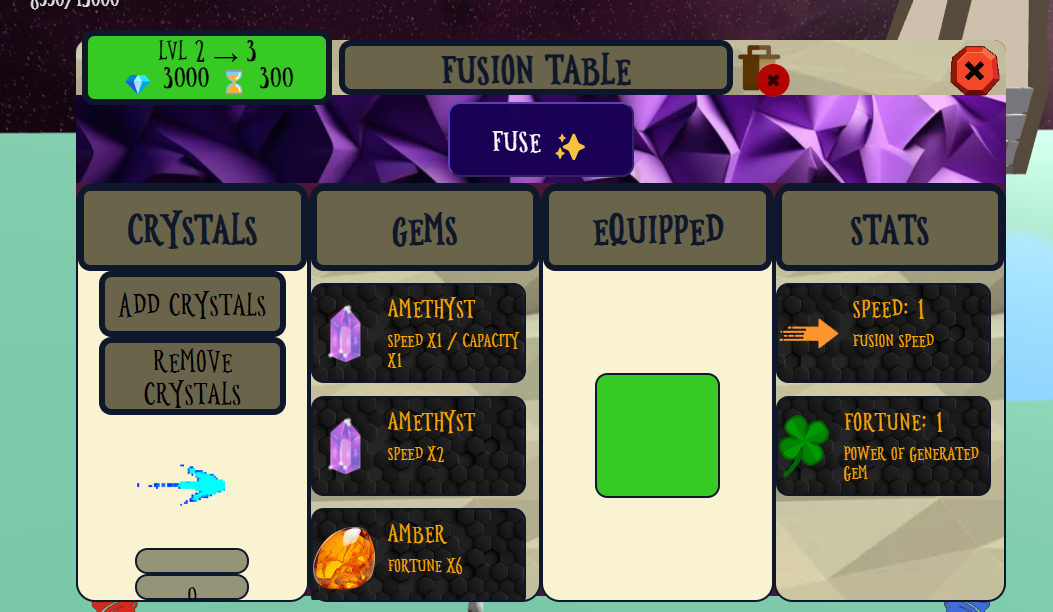 8550/15000
LVL 2 → 3
3000 300
FUSION TABLE
FUSE
CRYSTALS
GEMS
EQUIPPED
STATS
ADD CRYSTALS
REMOVE
CRYSTALS
0
AMETHYST
SPEED X1 / CAPACITY
X1
AMETHYST
SPEED X2
AMBER
FORTUNE X6
SPEED: 1
FUSION SPEED
FORTUNE: 1
POWER OF GENERATED
GEM